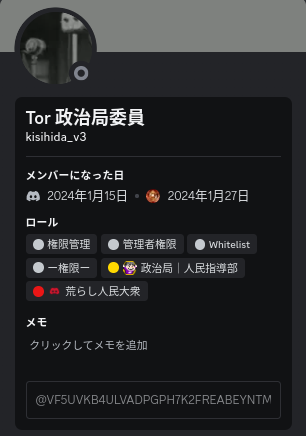 Tor 政治局委員
kisihida_v3
メンバーになった日
2024年1月15日 • 2024年1月27日
ロール
権限管理 管理者権限 Whitelist
ー権限ー 政治局｜人民指導部
荒らし人民大衆
メモ
クリックしてメモを追加
@VF5UVKB4ULVADPGPH7K2FREABEYNTM